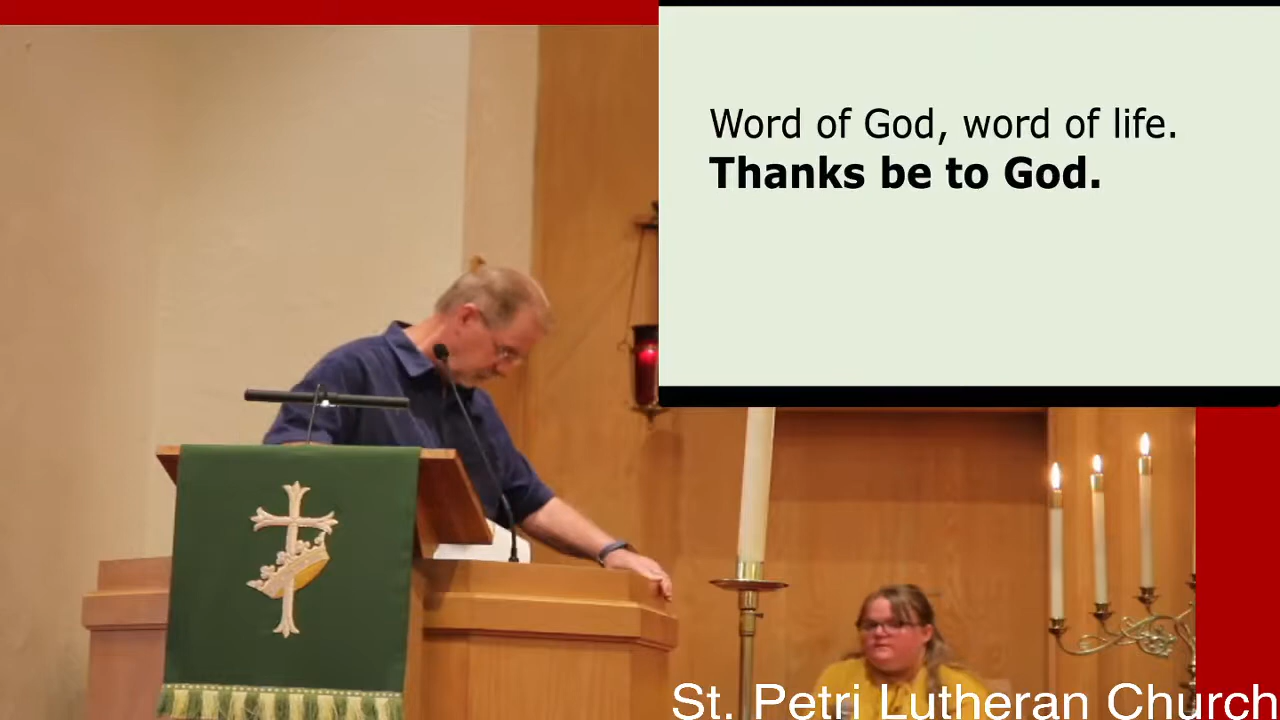 Word of God, word of life.
Thanks be to God.
St. Petri Lutheran Church